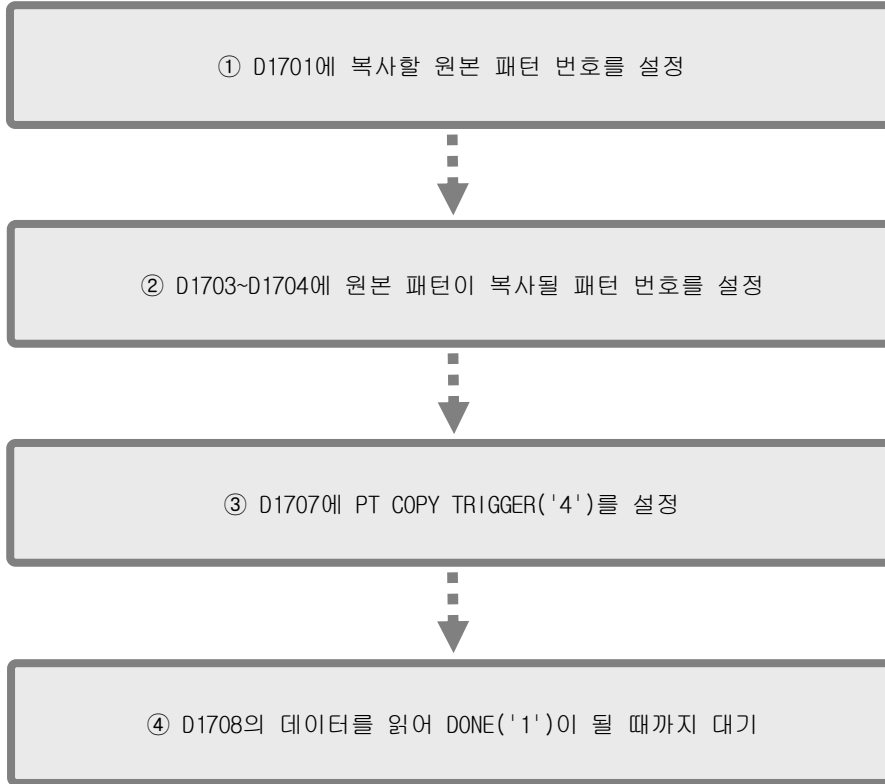 ① D1701에 복사할 원본 패턴 번호를 설정
② D1703~D1704에 원본 패턴이 복사될 패턴 번호를 설정
③ D1707에 PT COPY TRIGGER('4')를 설정
④ D1708의 데이터를 읽어 DONE('1')이 될 때까지 대기